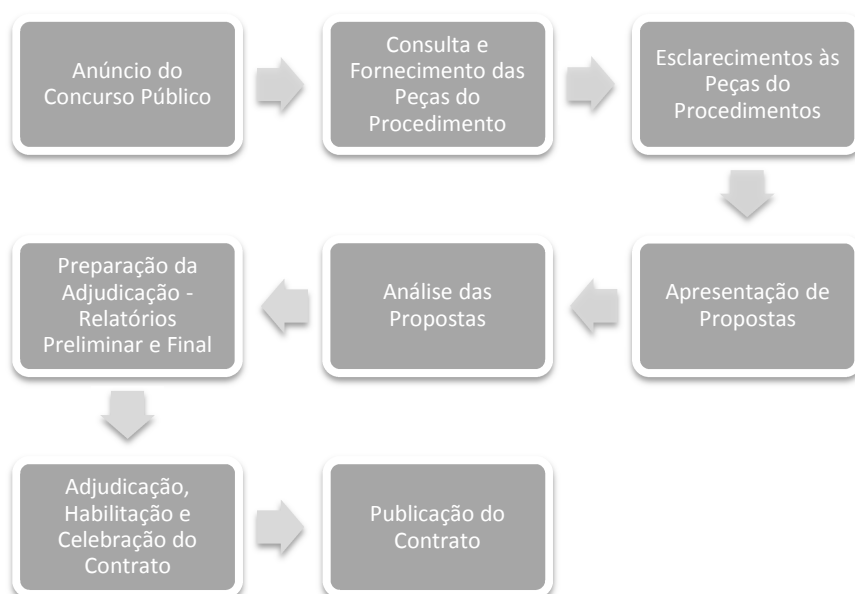 Anúncio do
Concurso Público
Consulta e
Fornecimento das
Peças do
Procedimento
Esclarecimentos às
Peças do
Procedimentos
Apresentação de
Propostas
Análise das
Propostas
Preparação da
Adjudicação -
Relatórios
Preliminar e Final
Adjudicação,
Habilitação e
Celebração do
Contrato
Publicação do
Contrato